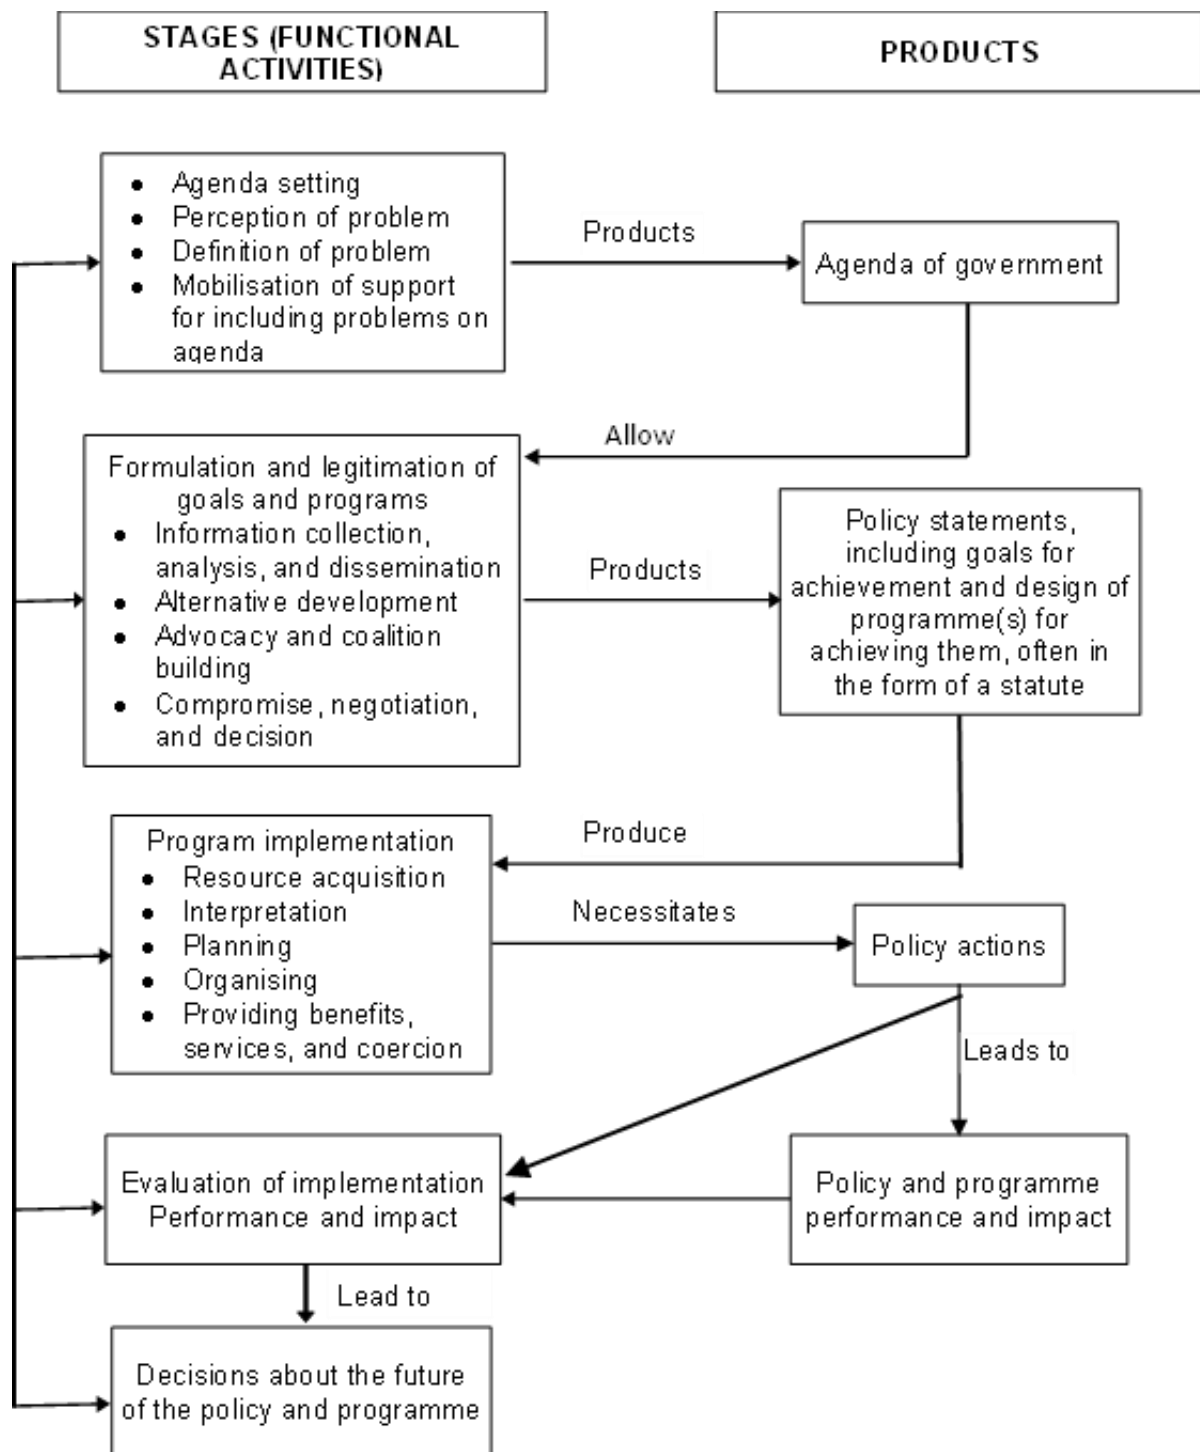 STAGES (FUNCTIONAL
ACTIVITIES)
PRODUCTS
• Agenda setting
• Perception of problem
• Definition of problem
• Mobilisation of support
for including problems on
agenda
Products
Agenda of government
Allow
Formulation and legitimation of
goals and programs
• Information collection,
analysis, and dissemination
• Alternative development
• Advocacy and coalition
building
• Compromise, negotiation,
and decision
Products
Policy statements,
including goals for
achievement and design of
programme(s) for
achieving them, often in
the form of a statute
Produce
Program implementation
• Resource acquisition
• Interpretation
• Planning
• Organising
• Providing benefits,
services, and coercion
Necessitates
Policy actions
Leads to
Evaluation of implementation
Performance and impact
Policy and programme
performance and impact
Lead to
Decisions about the future
of the policy and programme